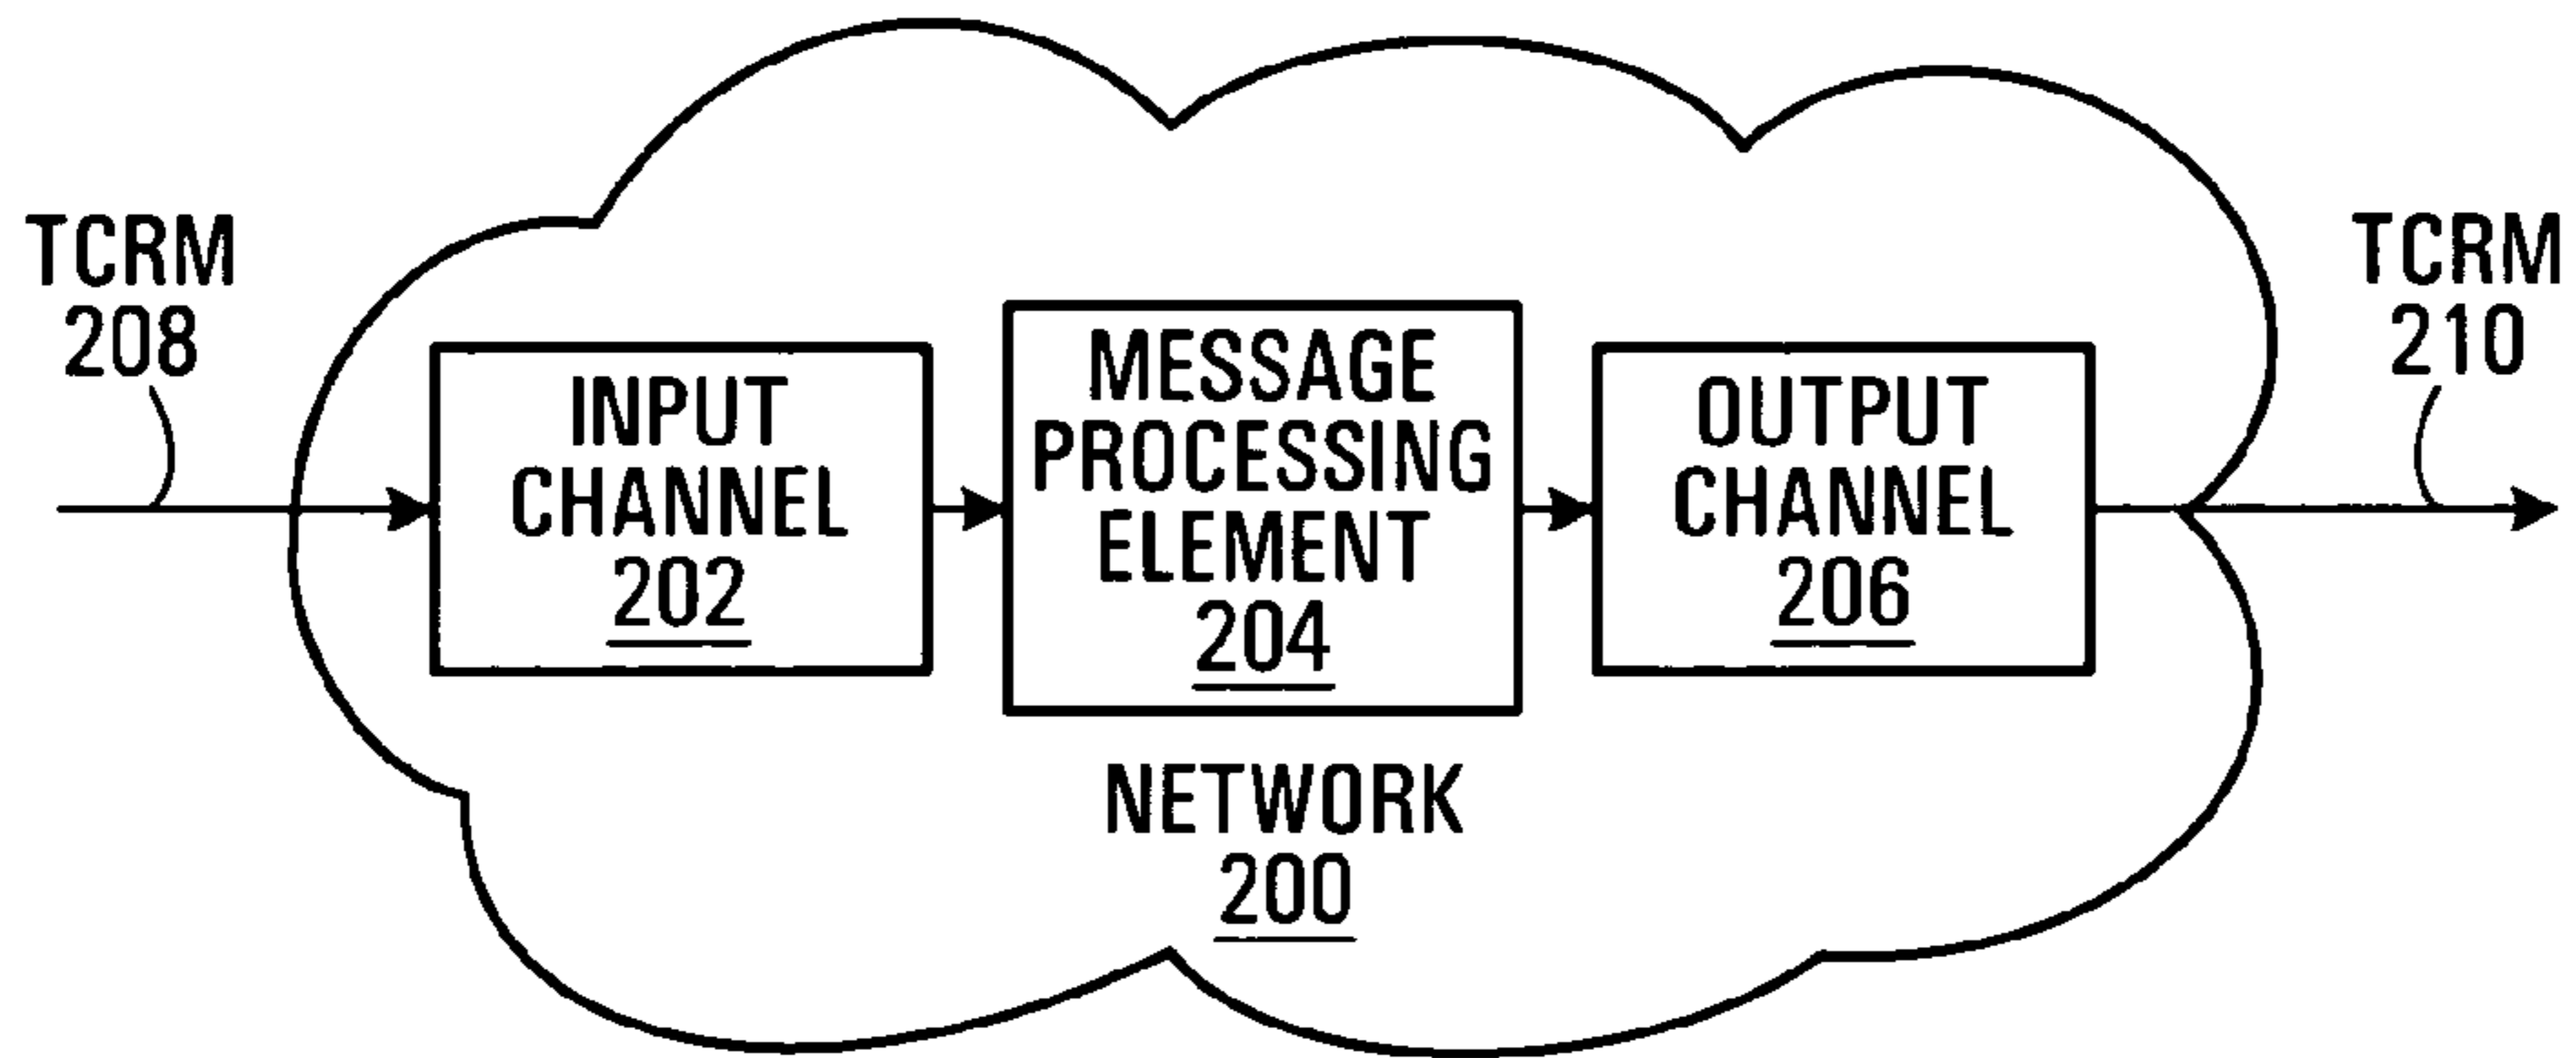 TCRM
208
INPUT
CHANNEL
202
MESSAGE
PROCESSING
ELEMENT
204
OUTPUT
CHANNEL
206
TCRM
210
NETWORK
200